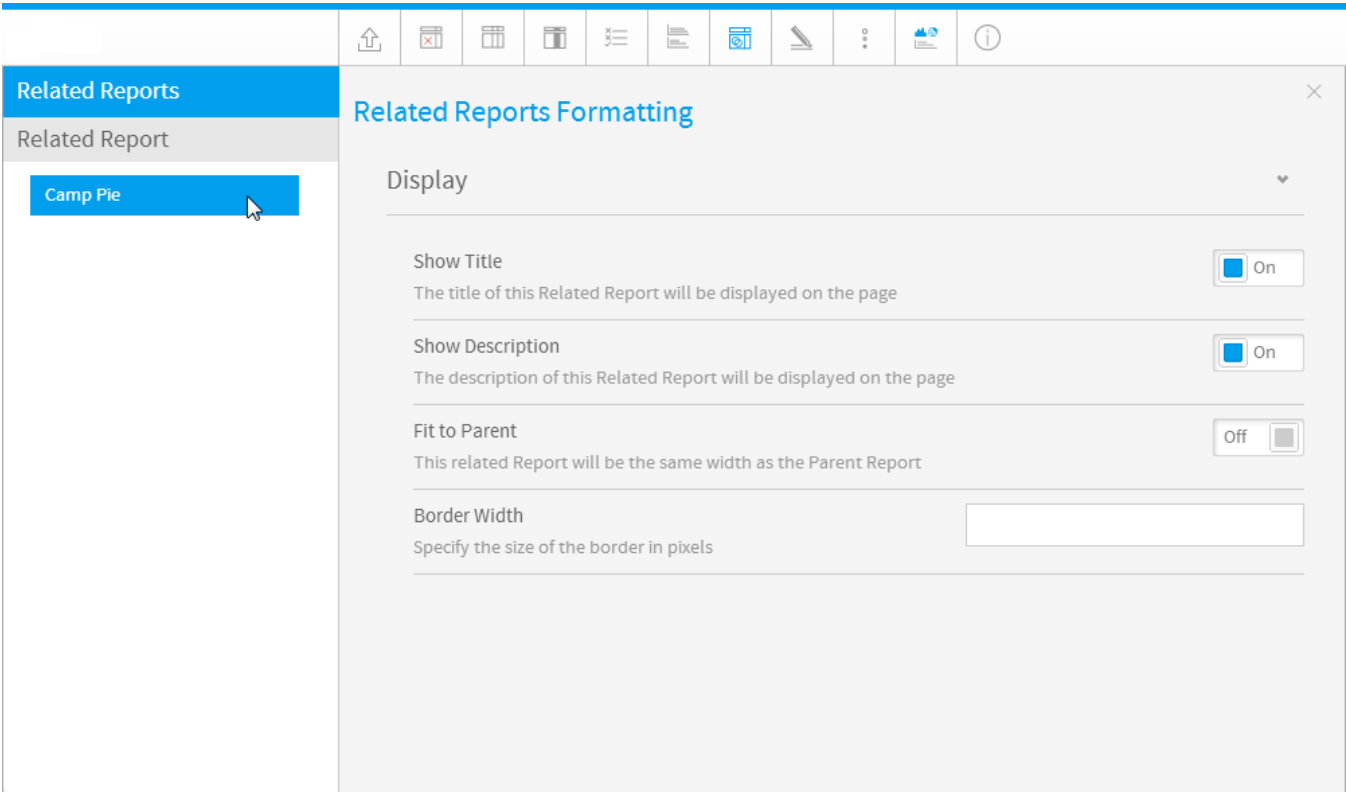 Related Reports
Related Report
Camp Pie
Related Reports Formatting
Display
Show Title
On
The title of this Related Report will be displayed on the page
Show Description
On
The description of this Related Report will be displayed on the page
Fit to Parent
Off
This related Report will be the same width as the Parent Report
Border Width
Specify the size of the border in pixels